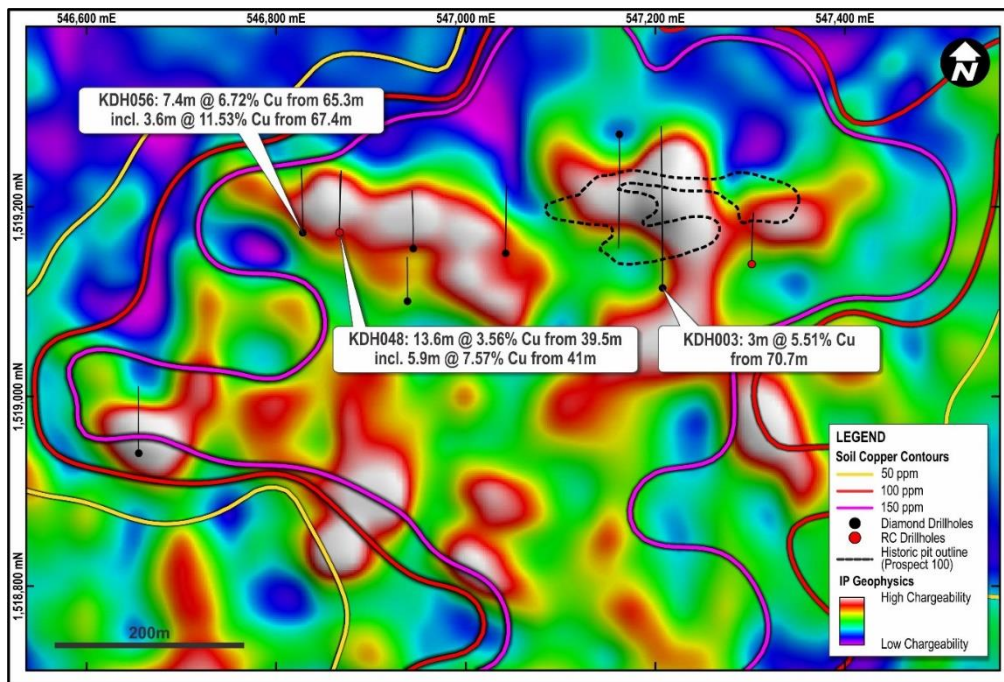 546,600 mE
546,800 mE
547,000 mE
547,200 mE
547,400 mE
N
KDH056: 7.4m @ 6.72% Cu from 65.3m
incl. 3.6m @ 11.53% Cu from 67.4m
1,519,200 mN
KDH048: 13.6m @ 3.56% Cu from 39.5m
incl. 5.9m @ 7.57% Cu from 41m
KDH003: 3m @ 5.51% Cu
from 70.7m
1,519,000 mN
1,518,800 mN
200m
LEGEND
Soil Copper Contours
50 ppm
100 ppm
150 ppm
Diamond Drillholes
RC Drillholes
Historic pit outline
(Prospect 100)
IP Geophysics
High Chargeability
Low Chargeability